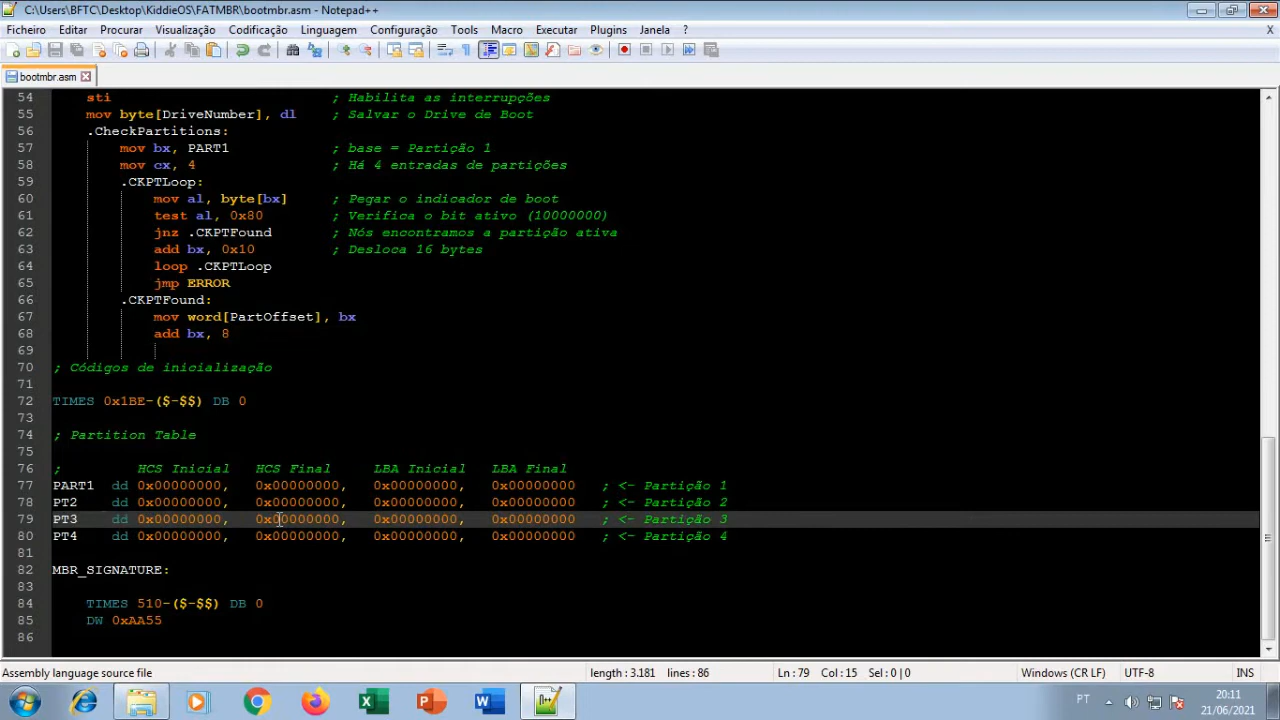 C:\Users\BFTC\Desktop\KiddieOS\FATMBR\bootmbr.asm - Notepad++
Ficheiro Editar Procurar Visualização Codificação Linguagem Configuração Tools Macro Executar Plugins Janela ? X
bootmbr.asm
54 sti ; Habilita as interrupções
55 mov byte[DriveNumber], dl ; Salvar o Drive de Boot
56 .CheckPartitions:
57 mov bx, PART1 ; base = Partição 1
58 mov cx, 4 ; Há 4 entradas de partições
59 .CKPTLoop:
60 mov al, byte[bx] ; Pegar o indicador de boot
61 test al, 0x80 ; Verifica o bit ativo (10000000)
62 jnz .CKPTFound ; Nós encontramos a partição ativa
63 add bx, 0x10 ; Desloca 16 bytes
64 loop .CKPTLoop
65 jmp ERROR
66 .CKPTFound:
67 mov word[PartOffset], bx
68 add bx, 8
69
70 ; Códigos de inicialização
71
72 TIMES 0x1BE-($-$$) DB 0
73
74 ; Partition Table
75
76 ; HCS Inicial HCS Final LBA Inicial LBA Final
77 PART1 dd 0x00000000, 0x00000000, 0x00000000, 0x00000000 ; <- Partição 1
78 PT2 dd 0x00000000, 0x00000000, 0x00000000, 0x00000000 ; <- Partição 2
79 PT3 dd 0x00000000, 0x00000000, 0x00000000, 0x00000000 ; <- Partição 3
80 PT4 dd 0x00000000, 0x00000000, 0x00000000, 0x00000000 ; <- Partição 4
81
82 MBR_SIGNATURE:
83
84 TIMES 510-($-$$) DB 0
85 DW 0xAA55
86
Assembly language source file length : 3.181 lines : 86 Ln : 79 Col : 15 Sel : 0 | 0 Windows (CR LF) UTF-8 INS
PT 20:11
21/06/2021